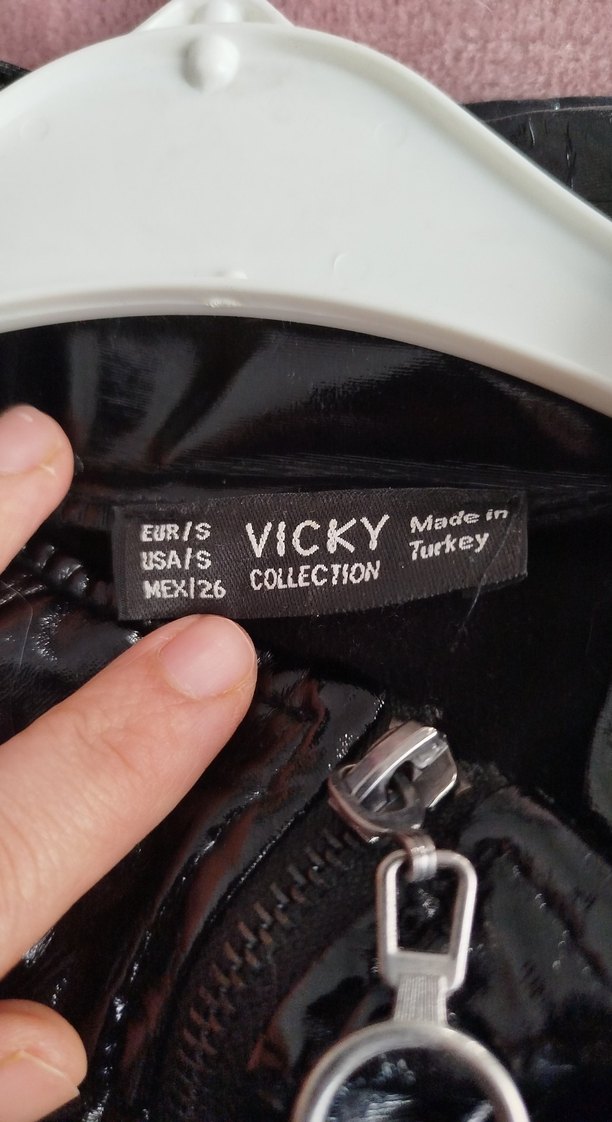 EUR/S
USA/S
MEX|26
VICKY
COLLECTION
Made in
Turkey